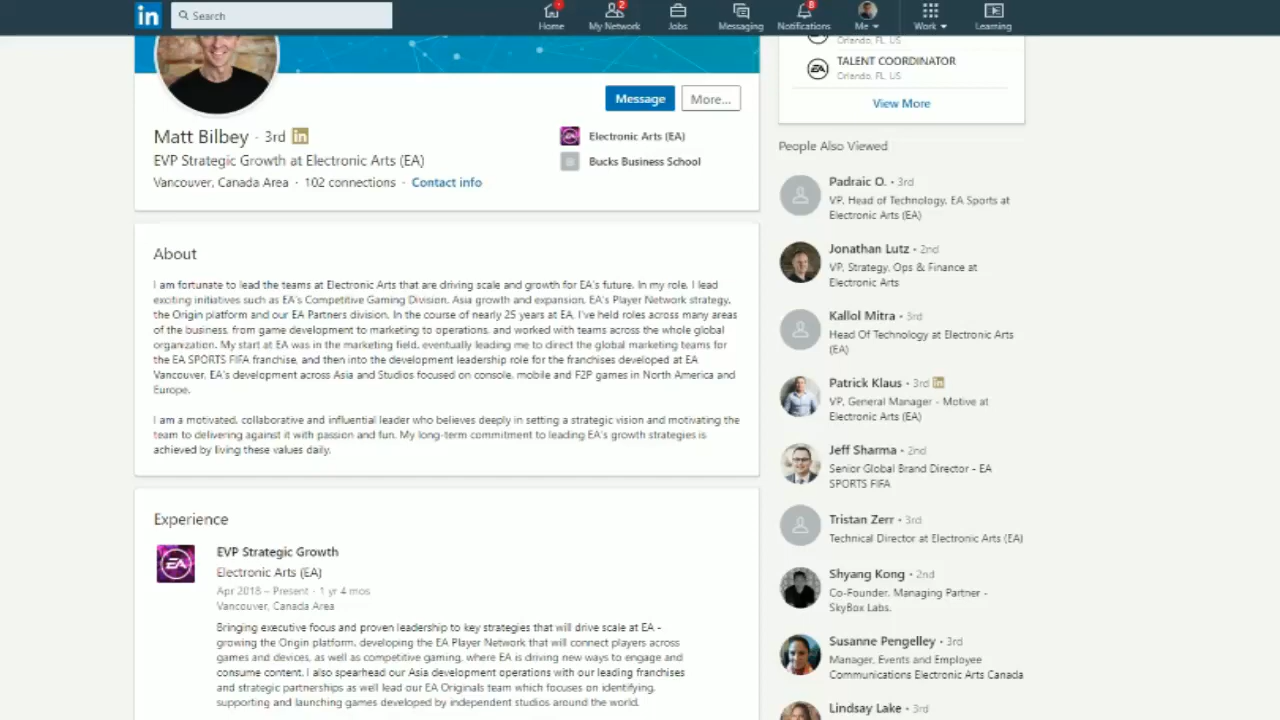 in
Search
2
8
Home
My Network
Jobs
Messaging
Notifications
Me
Work
Learning
Message
More...
Matt Bilbey · 3rd in
EVP Strategic Growth at Electronic Arts (EA)
Vancouver, Canada Area · 102 connections · Contact info
EA Electronic Arts (EA)
Bucks Business School
About
I am fortunate to lead the teams at Electronic Arts that are driving scale and growth for EA's future. In my role, I lead
exciting initiatives such as EA's Competitive Gaming Division, Asia growth and expansion, EA's Player Network strategy,
the Origin platform and our EA Partners division. In the course of nearly 25 years at EA, I've held roles across many areas
of the business, from game development to marketing to operations, and worked with teams across the whole global
organization. My start at EA was in the marketing field, eventually leading me to direct the global marketing teams for
the EA SPORTS FIFA franchise, and then into the development leadership role for the franchises developed at EA
Vancouver, EA's development across Asia and Studios focused on console, mobile and F2P games in North America and
Europe.
I am a motivated, collaborative and influential leader who believes deeply in setting a strategic vision and motivating the
team to delivering against it with passion and fun. My long-term commitment to leading EA's growth strategies is
achieved by living these values daily.
Experience
EA
EVP Strategic Growth
Electronic Arts (EA)
Apr 2018 – Present · 1 yr 4 mos
Vancouver, Canada Area
Bringing executive focus and proven leadership to key strategies that will drive scale at EA -
growing the Origin platform, developing the EA Player Network that will connect players across
games and devices, as well as competitive gaming, where EA is driving new ways to engage and
consume content. I also spearhead our Asia development operations with our leading franchises
and strategic partnerships as well lead our EA Originals team which focuses on identifying,
supporting and launching games developed by independent studios around the world.
Orlando, FL, US
EA
TALENT COORDINATOR
Orlando, FL, US
View More
People Also Viewed
Padraic O. • 3rd
VP, Head of Technology, EA Sports at
Electronic Arts (EA)
Jonathan Lutz • 2nd
VP, Strategy, Ops & Finance at
Electronic Arts
Kallol Mitra • 3rd
Head Of Technology at Electronic Arts
(EA)
Patrick Klaus • 3rd in
VP, General Manager - Motive at
Electronic Arts (EA)
Jeff Sharma • 2nd
Senior Global Brand Director - EA
SPORTS FIFA
Tristan Zerr • 3rd
Technical Director at Electronic Arts (EA)
Shyang Kong • 2nd
Co-Founder, Managing Partner -
SkyBox Labs.
Susanne Pengelley • 3rd
Manager, Events and Employee
Communications Electronic Arts Canada
Lindsay Lake • 3rd